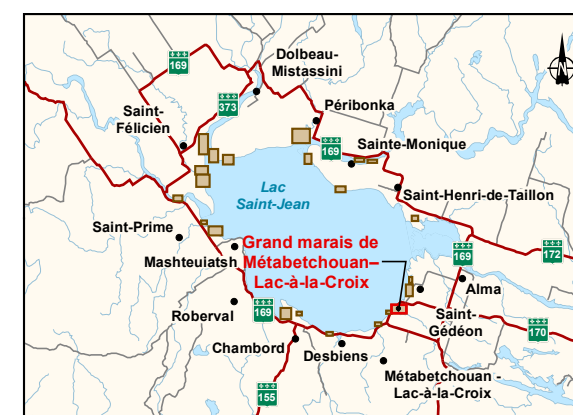 169
Dolbeau-
Mistassini
N
373
Péribonka
Saint-
Félicien
169
Sainte-Monique
Lac
Saint-Jean
Saint-Henri-de-Taillon
Saint-Prime
Grand marais de
Métabetchouan–
Lac-à-la-Croix
Mashteuiatsh
169
172
Alma
Roberval
169
Saint-
Gédéon
170
Chambord
Desbiens
Métabetchouan -
Lac-à-la-Croix
155